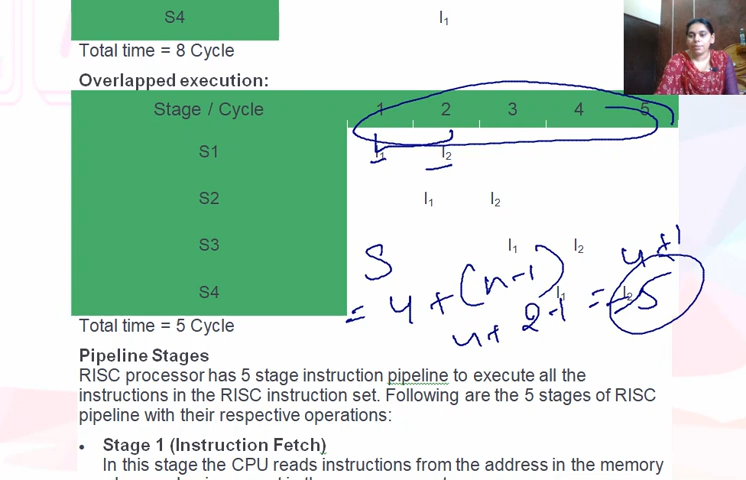 S4 I₁
Total time = 8 Cycle
Overlapped execution:
Stage / Cycle 1 2 3 4 5
S1 I₁ I₂
S2 I₁ I₂
S3 I₁ I₂
S4 I₁ I₂
S
= 4 + (n-1) = 5
4+ 2-1
4+1
Total time = 5 Cycle
Pipeline Stages
RISC processor has 5 stage instruction pipeline to execute all the
instructions in the RISC instruction set. Following are the 5 stages of RISC
pipeline with their respective operations:
• Stage 1 (Instruction Fetch)
In this stage the CPU reads instructions from the address in the memory